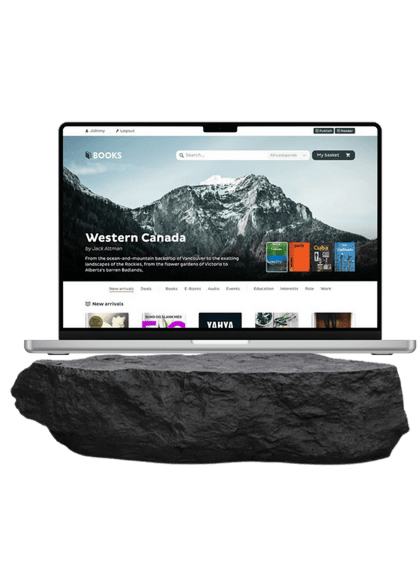 Johnny Logout
BOOKS
Search...
My basket
Western Canada
by Jack Altman
From the ocean-and-mountain backdrop of Vancouver to the exciting
landscapes of the Rockies, from the flower gardens of Victoria to
Alberta's barren Badlands.
paris
Cuba
New arrivals Deals Books E-Books Audio Events Education Interests Role More
New arrivals
YAHYA